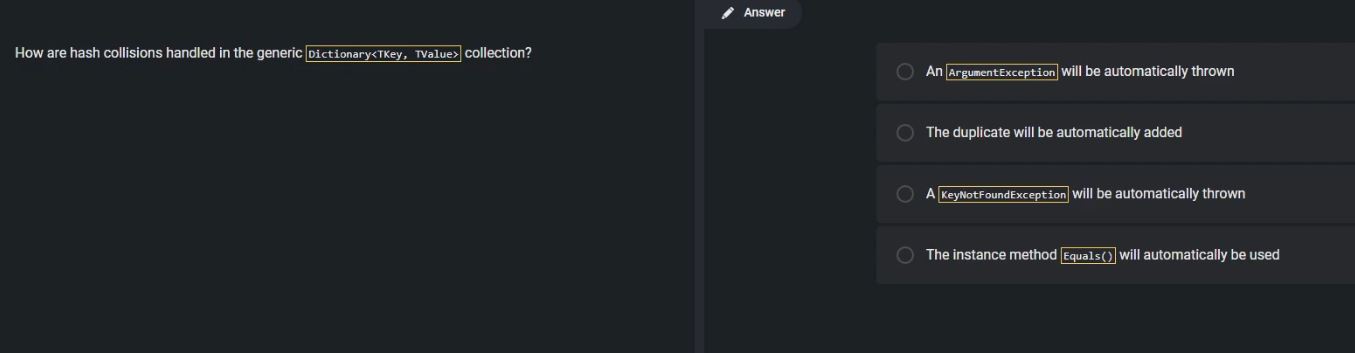 Answer
How are hash collisions handled in the generic Dictionary<TKey, TValue> collection?
An ArgumentException will be automatically thrown
The duplicate will be automatically added
A KeyNotFoundException will be automatically thrown
The instance method Equals() will automatically be used